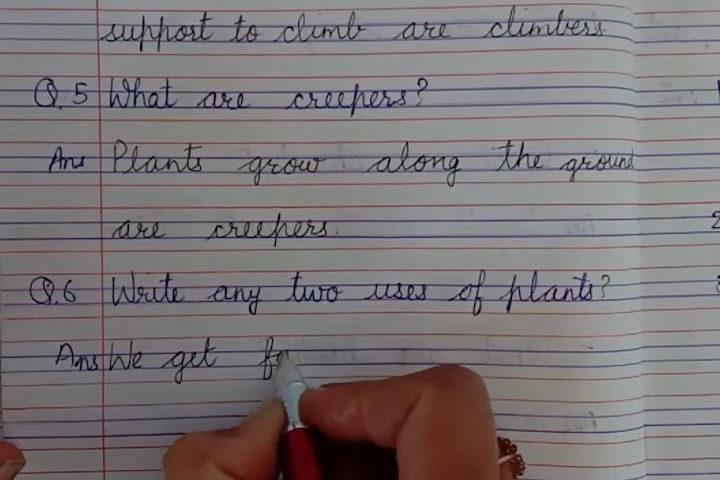 support to climb are climbers.
Q.5 What are creepers?
Ans Plants grow along the ground
are creepers.
Q.6 Write any two uses of plants?
Ans We get fo